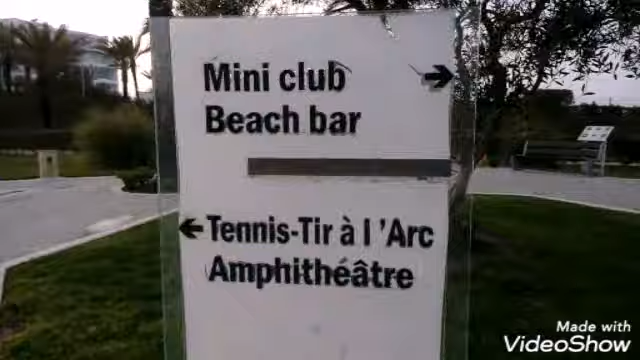 Mini club →
Beach bar
← Tennis-Tir à l 'Arc
Amphithéâtre
Made with
VideoShow